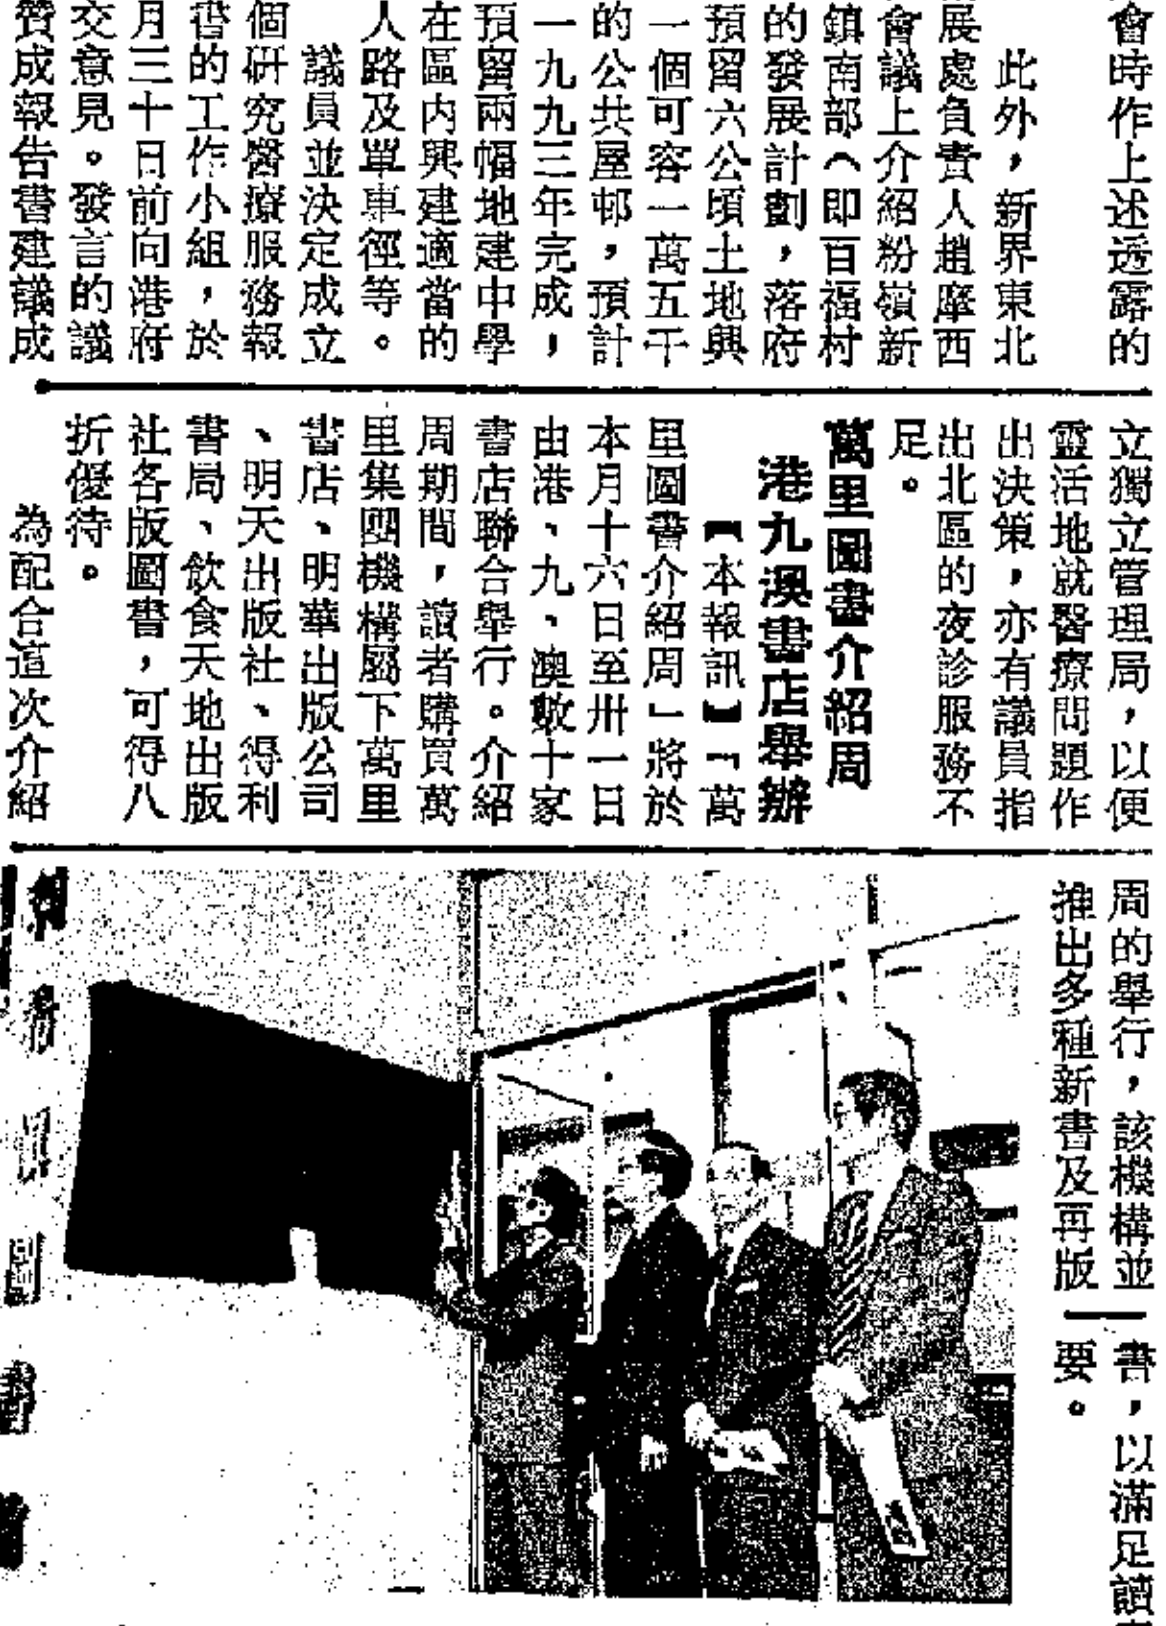 會時作上述透露的
此外，新界東北
展處負責人趙摩西
會議上介紹粉嶺新
鎮南部（即百福村
的發展計劃，落府
預留六公頃土地興
一個可容一萬五千
的公共屋邨，預計
一九九三年完成，
預留兩幅地建中學
在區內興建適當的
人路及單車徑等。
議員並決定成立
個研究醫療服務報
書的工作小組，於
月三十日前向港府
交意見。發言的議
贊成報告書建議成
立獨立管理局，以便
靈活地就醫療問題作
出決策，亦有議員指
出北區的夜診服務不
足。
萬里圖書介紹周
港九澳書店舉辦
【本報訊】「萬
里圖書介紹周」將於
本月十六日至卅一日
由港、九、澳數十家
書店聯合舉行。介紹
周期間，讀者購買萬
里集團機構屬下萬里
書店、明華出版公司
、明天出版社、得利
書局、飲食天地出版
社各版圖書，可得八
折優待。
為配合這次介紹
周的舉行，該機構並
推出多種新書及再版
書，以滿足讀
要。